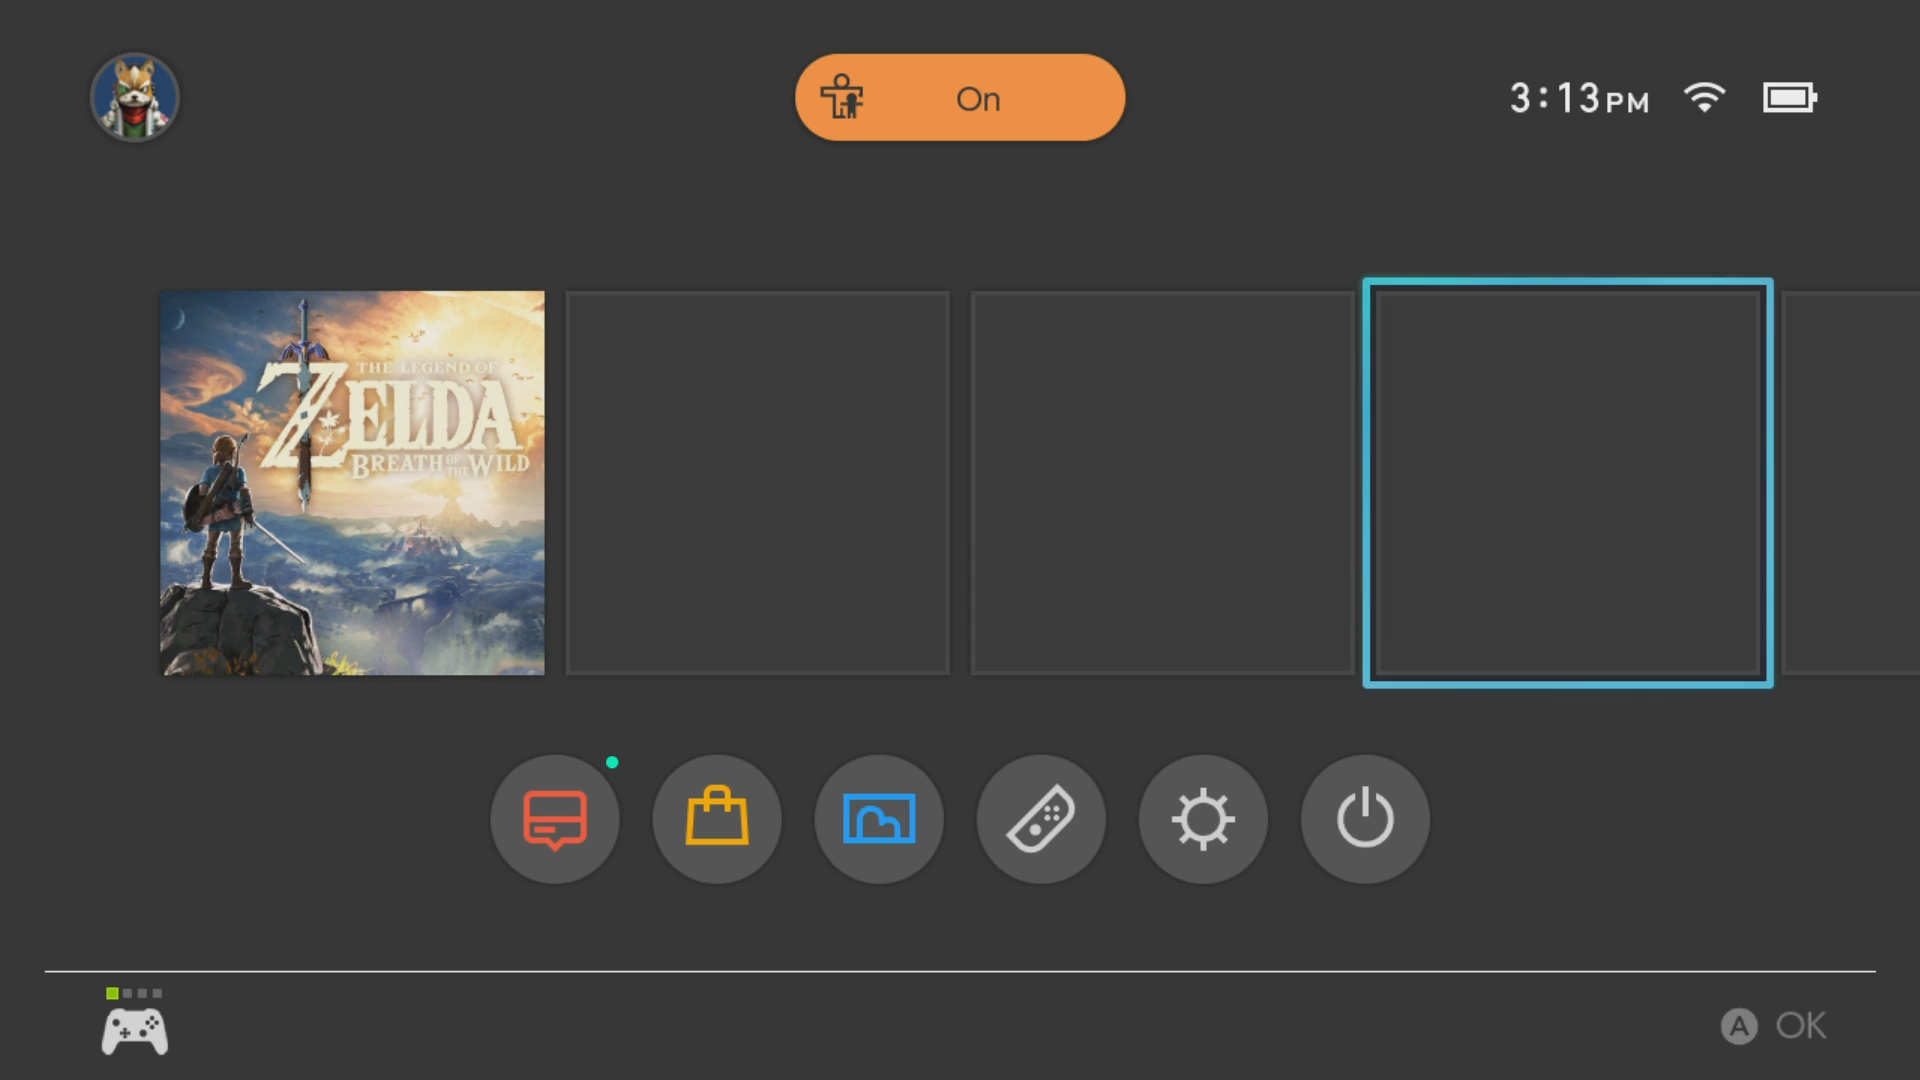 On
3:13PM
THE LEGEND OF
ZELDA
BREATH OF THE WILD
A OK